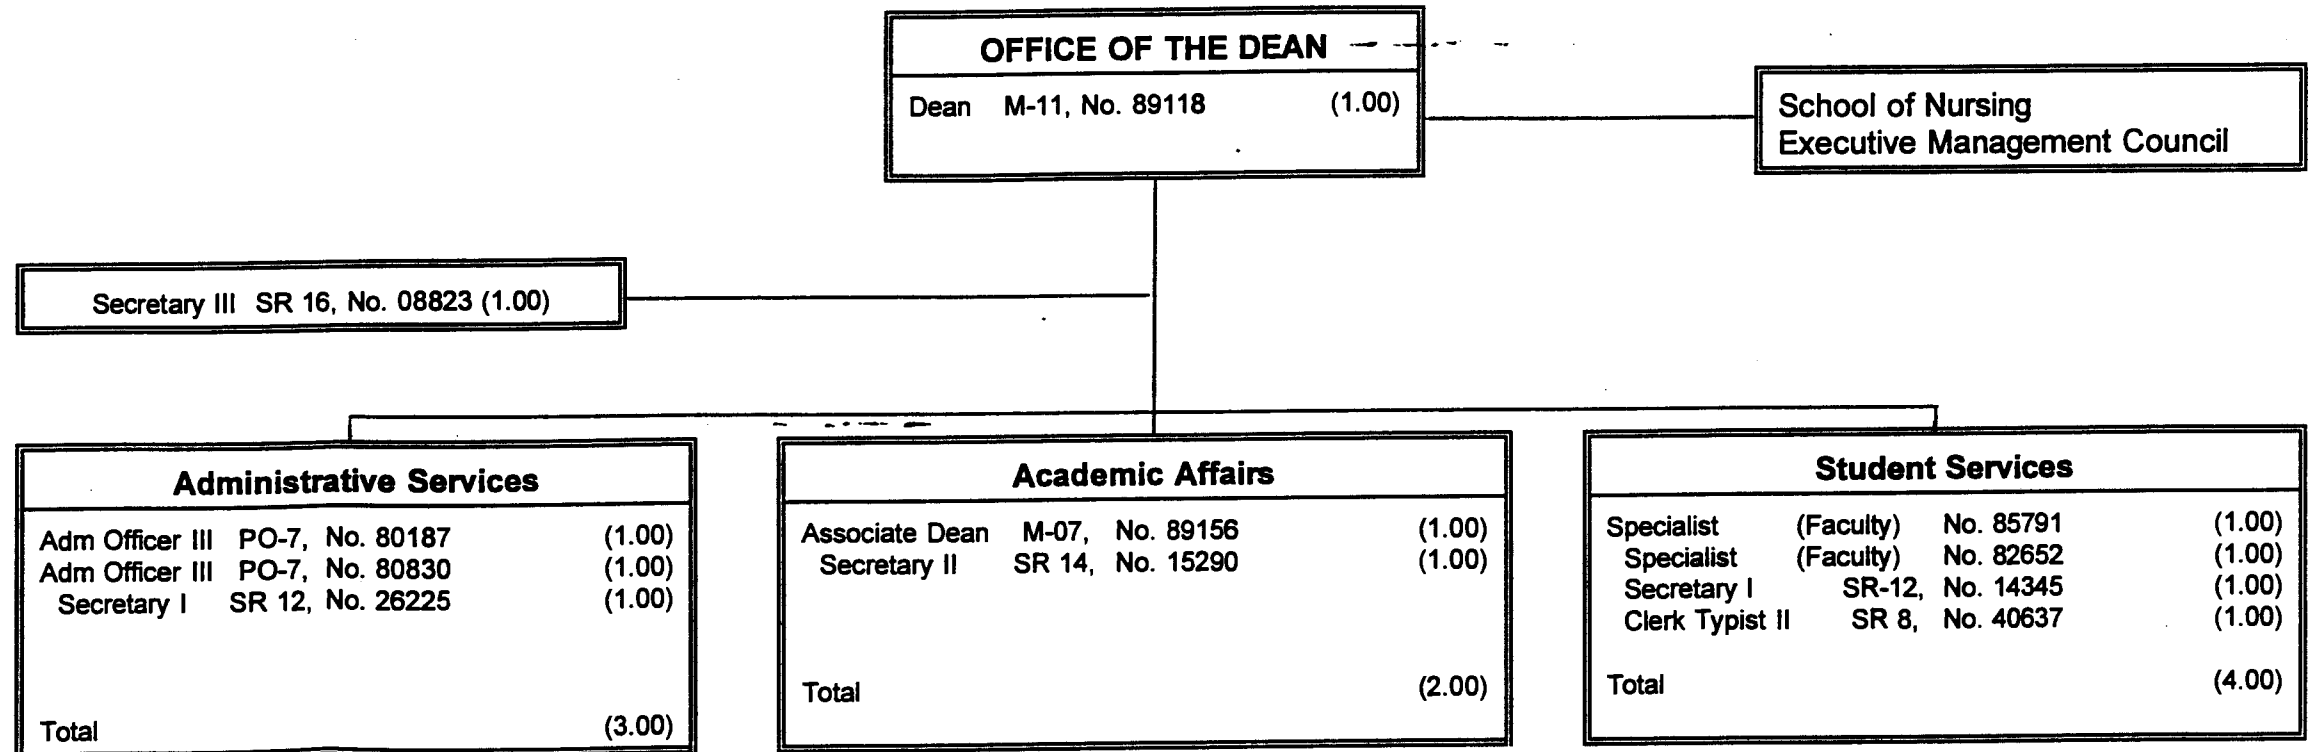 OFFICE OF THE DEAN
Dean M-11, No. 89118 (1.00)
School of Nursing
Executive Management Council
Secretary III SR 16, No. 08823 (1.00)
Administrative Services
Adm Officer III PO-7, No. 80187 (1.00)
Adm Officer III PO-7, No. 80830 (1.00)
Secretary I SR 12, No. 26225 (1.00)
Total (3.00)
Academic Affairs
Associate Dean M-07, No. 89156 (1.00)
Secretary II SR 14, No. 15290 (1.00)
Total (2.00)
Student Services
Specialist (Faculty) No. 85791 (1.00)
Specialist (Faculty) No. 82652 (1.00)
Secretary I SR-12, No. 14345 (1.00)
Clerk Typist II SR 8, No. 40637 (1.00)
Total (4.00)